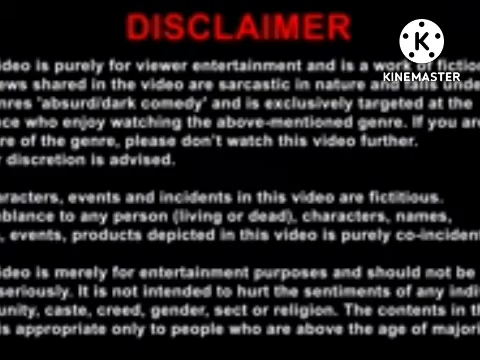 DISCLAIMER
ideo is purely for viewer entertainment and is a work of fiction
ews shared in the video are sarcastic in nature and falls unde
nres 'absurd/dark comedy' and is exclusively targeted at the
nce who enjoy watching the above-mentioned genre. If you are
re of the genre, please don't watch this video further.
r discretion is advised.
aracters, events and incidents in this video are fictitious.
mblance to any person (living or dead), characters, names,
s, events, products depicted in this video is purely co-incident
ideo is merely for entertainment purposes and should not be
seriously. It is not intended to hurt the sentiments of any indi
unity, caste, creed, gender, sect or religion. The contents in th
is appropriate only to people who are above the age of majori
KINEMASTER